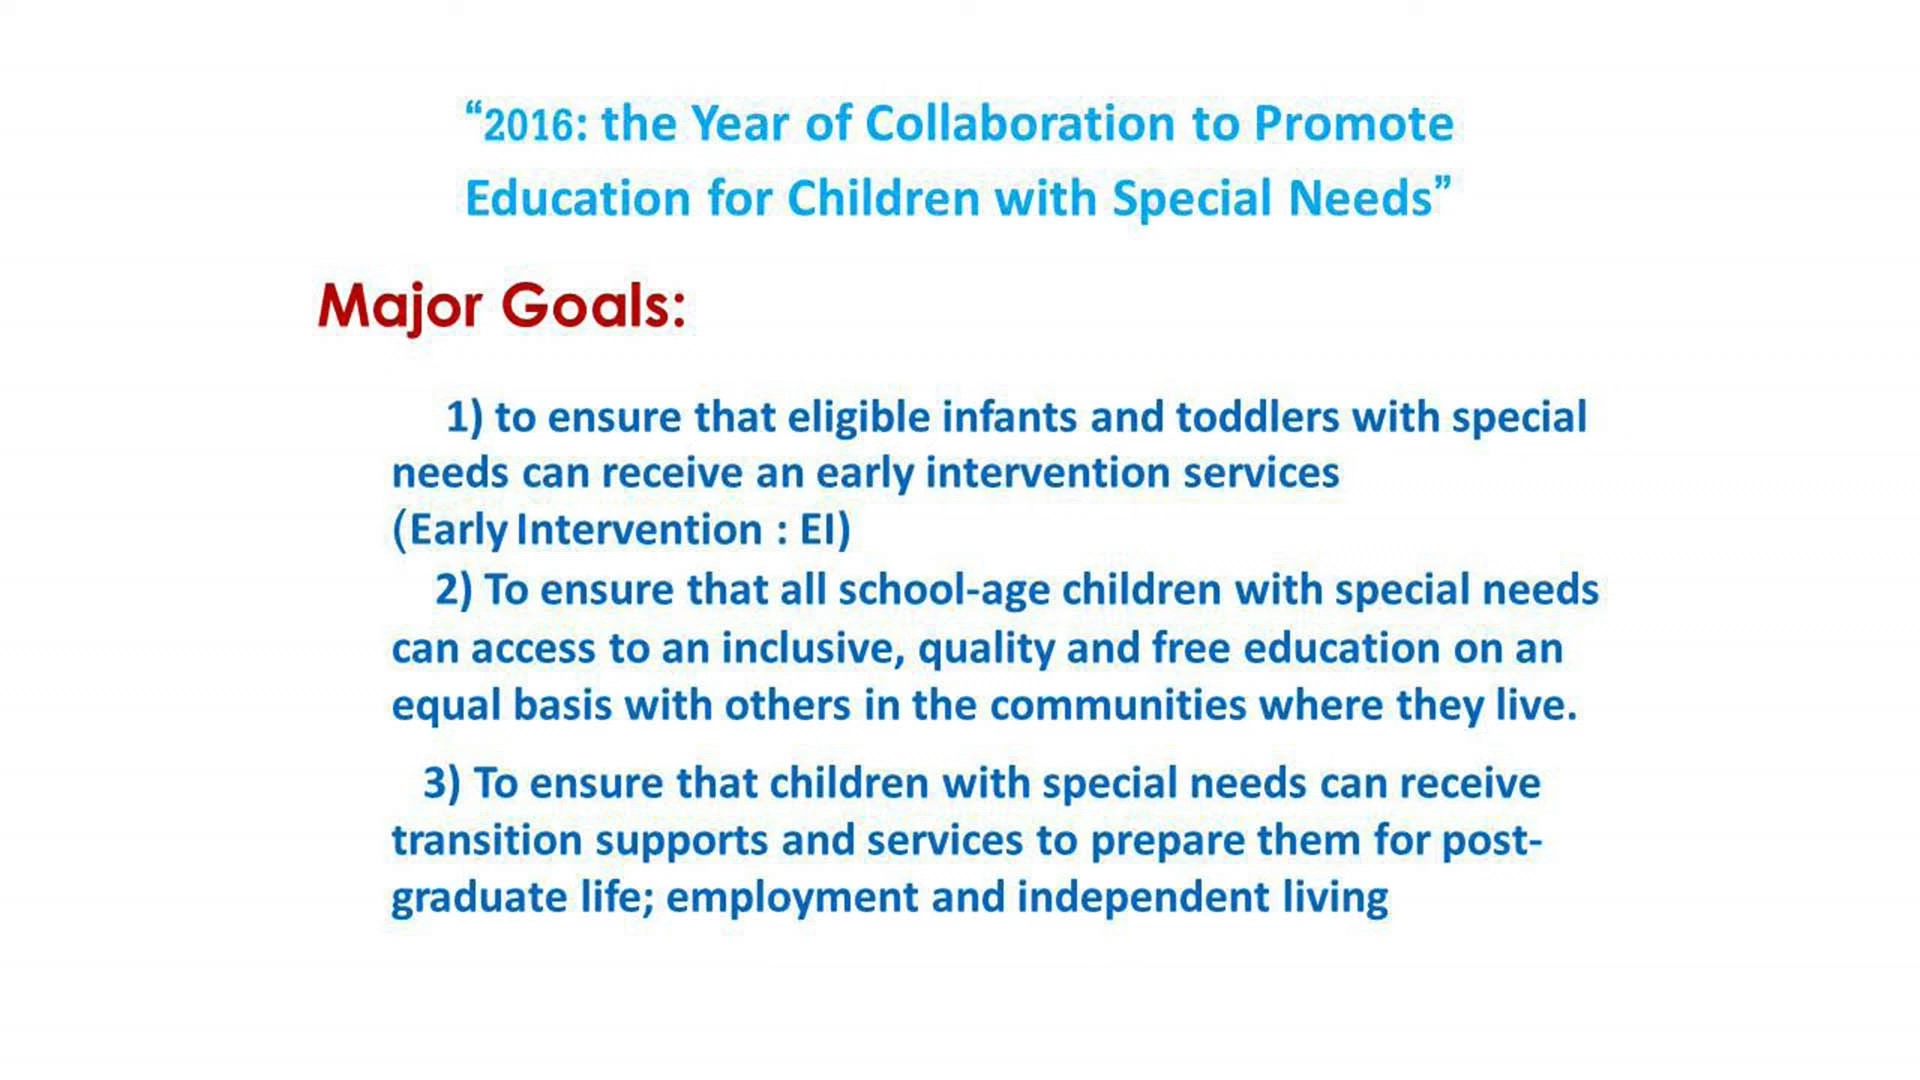 “2016: the Year of Collaboration to Promote
Education for Children with Special Needs”
Major Goals:
1) to ensure that eligible infants and toddlers with special
needs can receive an early intervention services
(Early Intervention : EI)
2) To ensure that all school-age children with special needs
can access to an inclusive, quality and free education on an
equal basis with others in the communities where they live.
3) To ensure that children with special needs can receive
transition supports and services to prepare them for post-
graduate life; employment and independent living